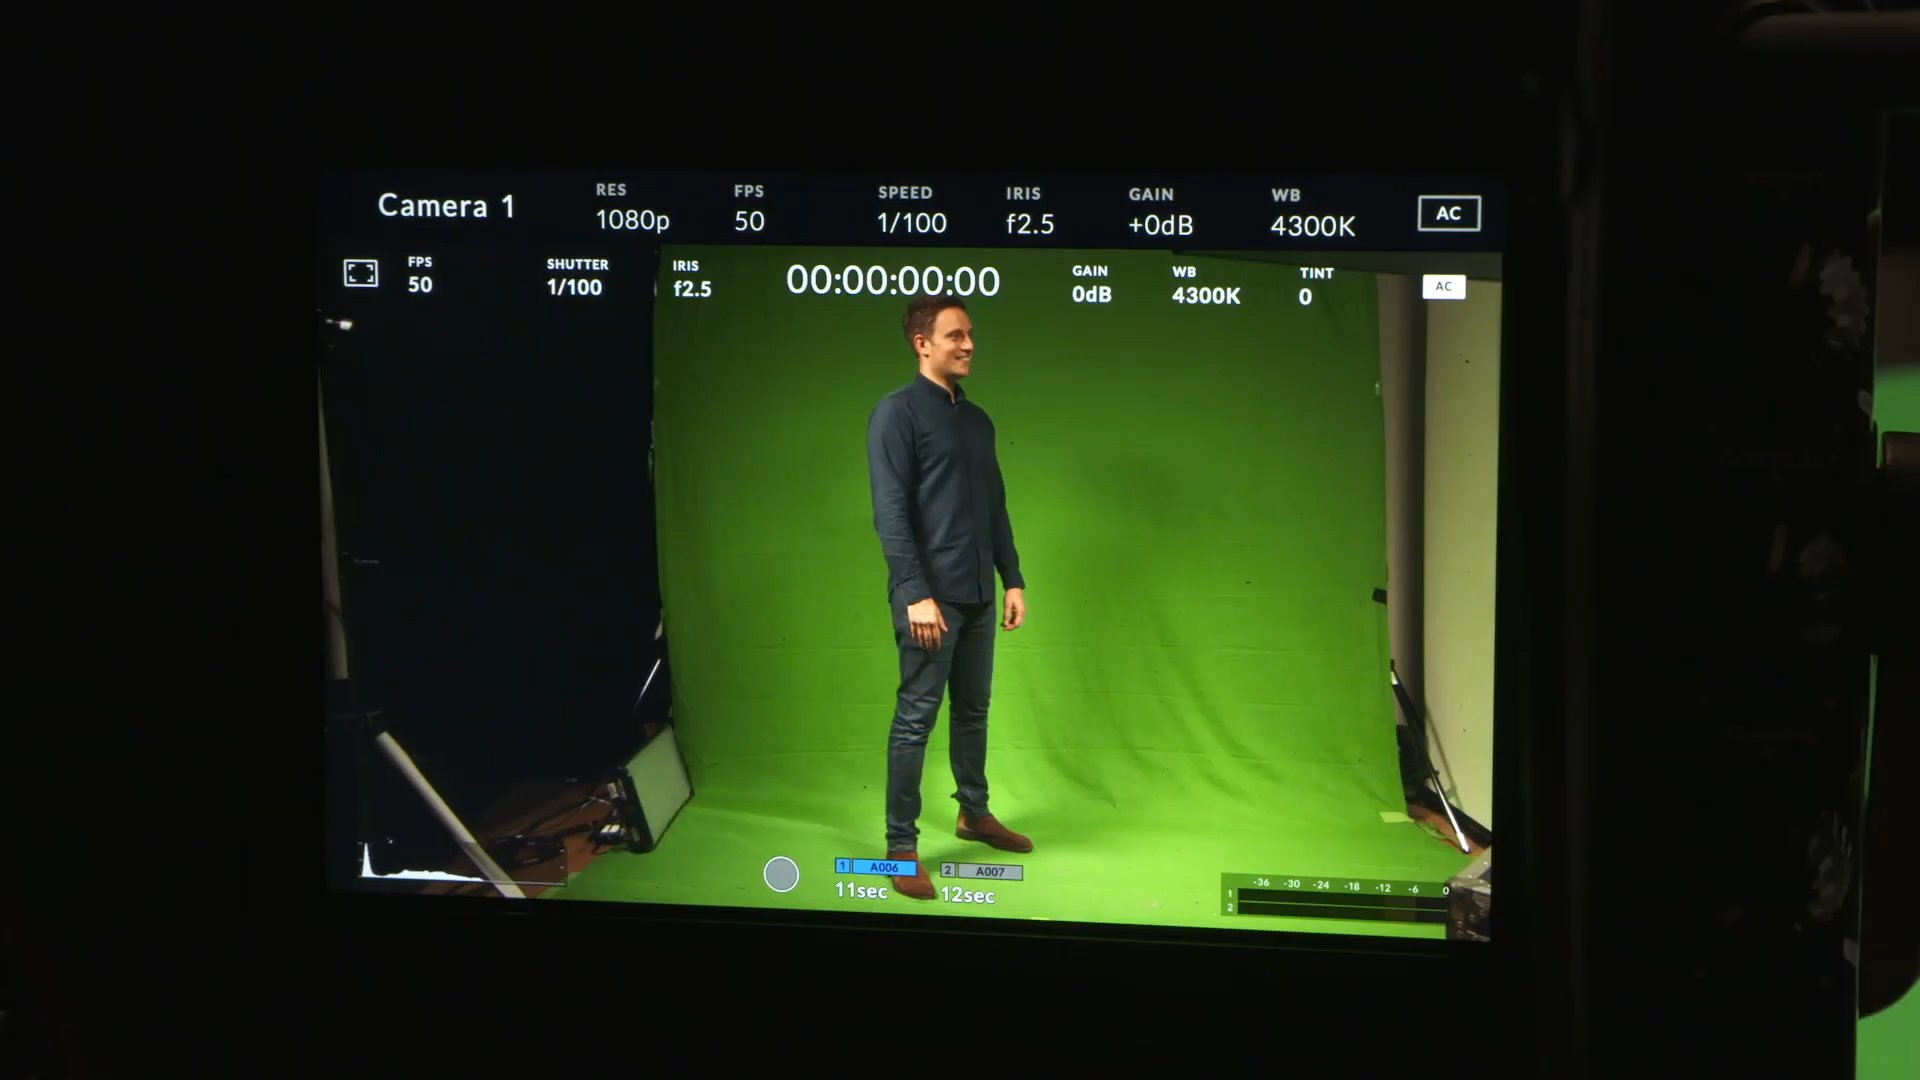 Camera 1
RES FPS SPEED IRIS GAIN WB
1080p 50 1/100 f2.5 +0dB 4300K AC
FPS SHUTTER IRIS GAIN WB TINT
50 1/100 f2.5 00:00:00:00 0dB 4300K 0 AC
1 A006 2 A007
11sec 12sec
-36 -30 -24 -18 -12 -6 0
1
2